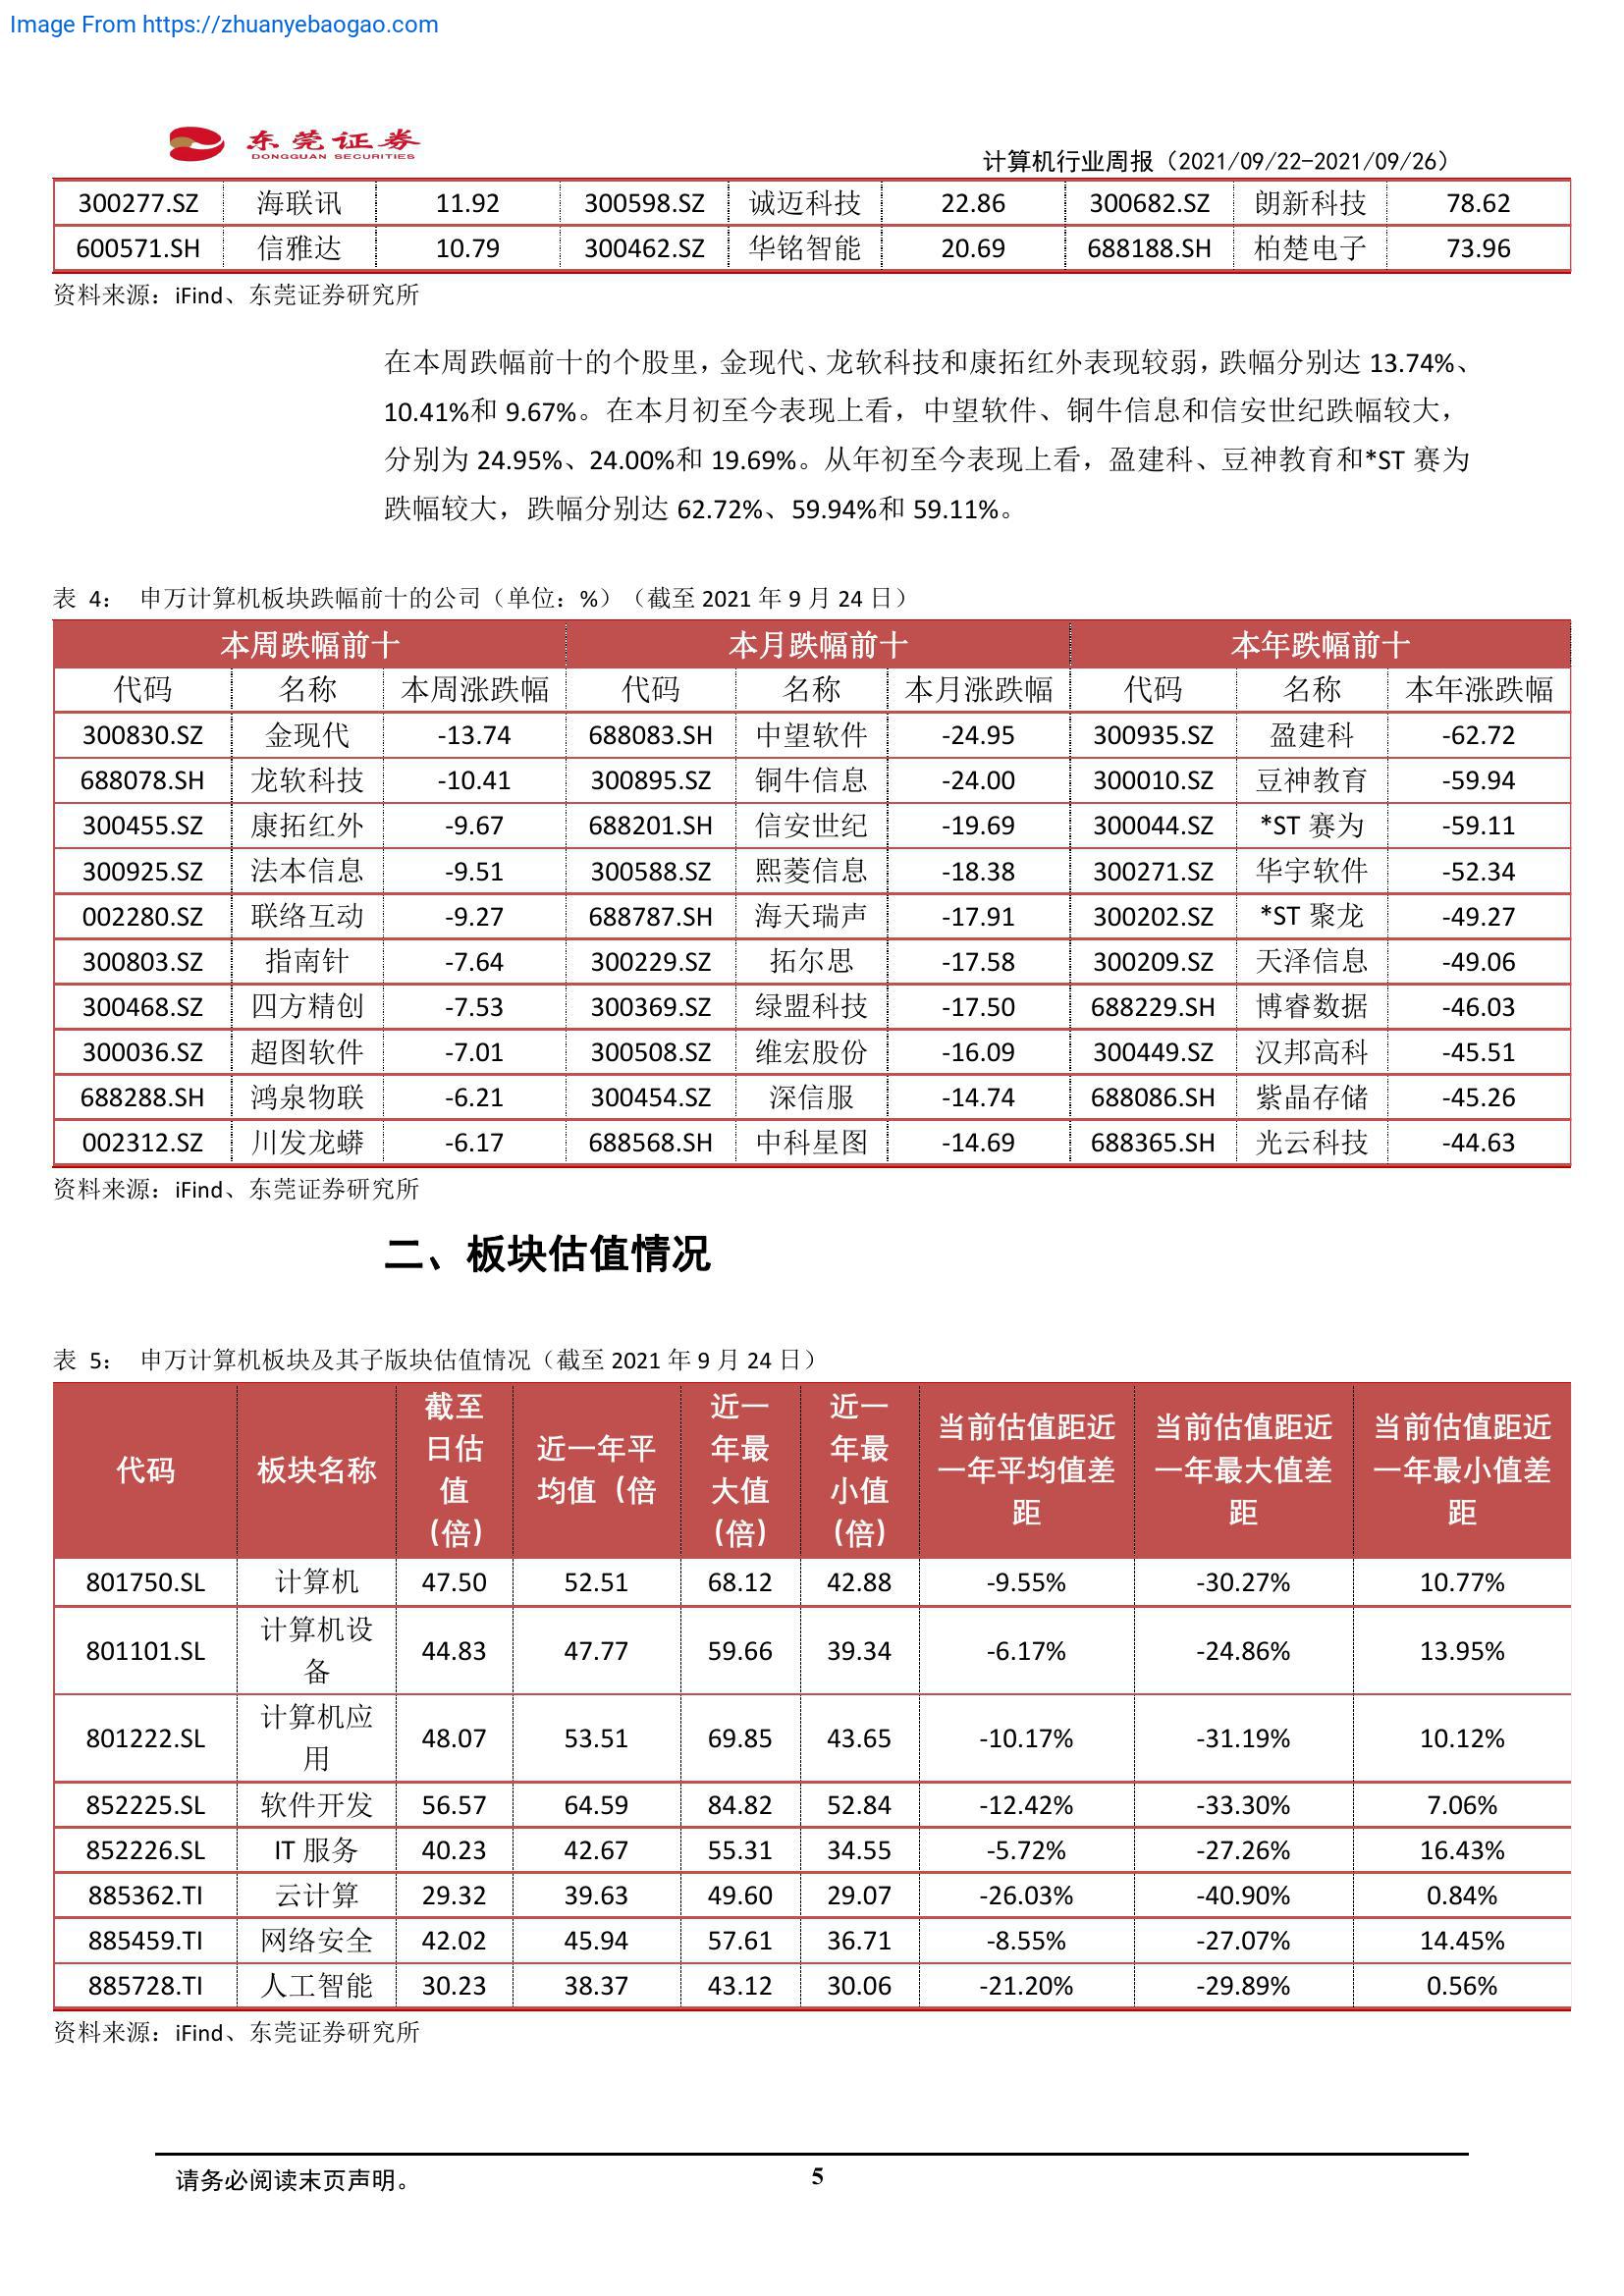 Image From https://zhuanyebaogao.com
东莞证券
DONGGUAN SECURITIES
计算机行业周报（2021/09/22-2021/09/26）
300277.SZ 海联讯 11.92 300598.SZ 诚迈科技 22.86 300682.SZ 朗新科技 78.62
600571.SH 信雅达 10.79 300462.SZ 华铭智能 20.69 688188.SH 柏楚电子 73.96
资料来源：iFind、东莞证券研究所
在本周跌幅前十的个股里，金现代、龙软科技和康拓红外表现较弱，跌幅分别达 13.74%、
10.41%和 9.67%。在本月初至今表现上看，中望软件、铜牛信息和信安世纪跌幅较大，
分别为 24.95%、24.00%和 19.69%。从年初至今表现上看，盈建科、豆神教育和*ST 赛为
跌幅较大，跌幅分别达 62.72%、59.94%和 59.11%。
表 4： 申万计算机板块跌幅前十的公司（单位：%）（截至 2021 年 9 月 24 日）
本周跌幅前十 本月跌幅前十 本年跌幅前十
代码 名称 本周涨跌幅 代码 名称 本月涨跌幅 代码 名称 本年涨跌幅
300830.SZ 金现代 -13.74 688083.SH 中望软件 -24.95 300935.SZ 盈建科 -62.72
688078.SH 龙软科技 -10.41 300895.SZ 铜牛信息 -24.00 300010.SZ 豆神教育 -59.94
300455.SZ 康拓红外 -9.67 688201.SH 信安世纪 -19.69 300044.SZ *ST 赛为 -59.11
300925.SZ 法本信息 -9.51 300588.SZ 熙菱信息 -18.38 300271.SZ 华宇软件 -52.34
002280.SZ 联络互动 -9.27 688787.SH 海天瑞声 -17.91 300202.SZ *ST 聚龙 -49.27
300803.SZ 指南针 -7.64 300229.SZ 拓尔思 -17.58 300209.SZ 天泽信息 -49.06
300468.SZ 四方精创 -7.53 300369.SZ 绿盟科技 -17.50 688229.SH 博睿数据 -46.03
300036.SZ 超图软件 -7.01 300508.SZ 维宏股份 -16.09 300449.SZ 汉邦高科 -45.51
688288.SH 鸿泉物联 -6.21 300454.SZ 深信服 -14.74 688086.SH 紫晶存储 -45.26
002312.SZ 川发龙蟒 -6.17 688568.SH 中科星图 -14.69 688365.SH 光云科技 -44.63
资料来源：iFind、东莞证券研究所
二、板块估值情况
表 5： 申万计算机板块及其子版块估值情况（截至 2021 年 9 月 24 日）
代码 板块名称 截至日估值（倍） 近一年平均值（倍 近一年最大值（倍） 近一年最小值（倍） 当前估值距近一年平均值差距 当前估值距近一年最大值差距 当前估值距近一年最小值差距
801750.SL 计算机 47.50 52.51 68.12 42.88 -9.55% -30.27% 10.77%
801101.SL 计算机设备 44.83 47.77 59.66 39.34 -6.17% -24.86% 13.95%
801222.SL 计算机应用 48.07 53.51 69.85 43.65 -10.17% -31.19% 10.12%
852225.SL 软件开发 56.57 64.59 84.82 52.84 -12.42% -33.30% 7.06%
852226.SL IT 服务 40.23 42.67 55.31 34.55 -5.72% -27.26% 16.43%
885362.TI 云计算 29.32 39.63 49.60 29.07 -26.03% -40.90% 0.84%
885459.TI 网络安全 42.02 45.94 57.61 36.71 -8.55% -27.07% 14.45%
885728.TI 人工智能 30.23 38.37 43.12 30.06 -21.20% -29.89% 0.56%
资料来源：iFind、东莞证券研究所
请务必阅读末页声明。 5